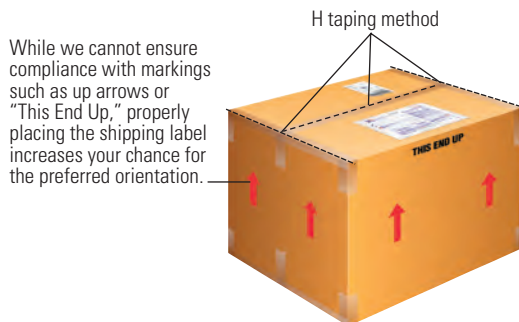 H taping method
While we cannot ensure
compliance with markings
such as up arrows or
“This End Up,” properly
placing the shipping label
increases your chance for
the preferred orientation.
THIS END UP